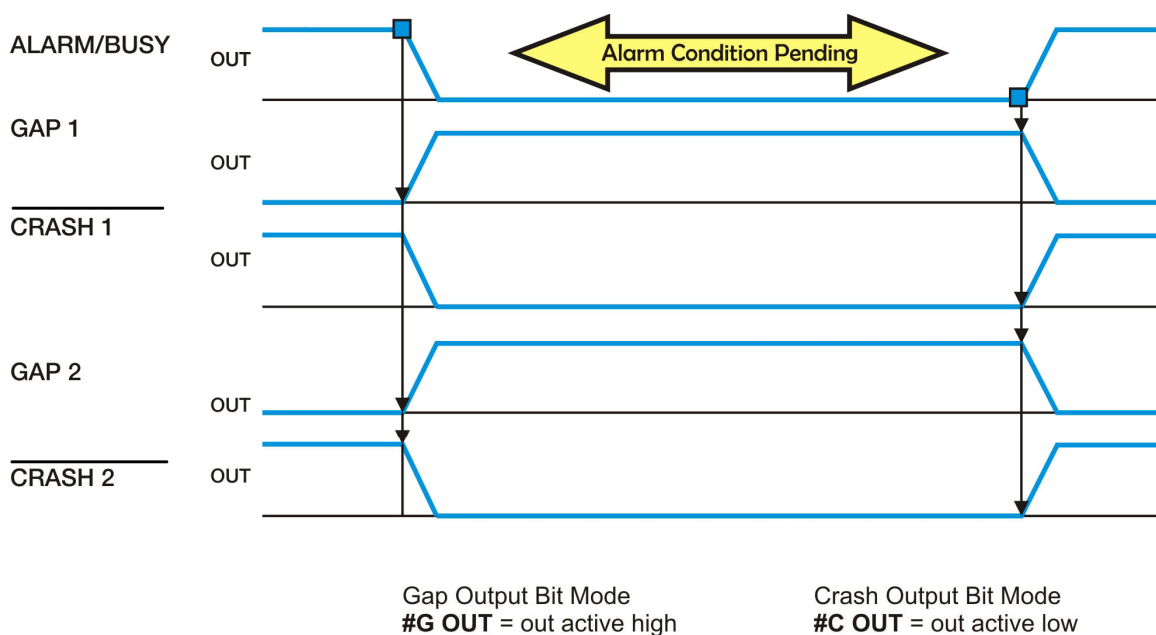 ALARM/BUSY
OUT
Alarm Condition Pending
GAP 1
OUT
CRASH 1
OUT
GAP 2
OUT
CRASH 2
OUT
Gap Output Bit Mode
#G OUT = out active high
Crash Output Bit Mode
#C OUT = out active low